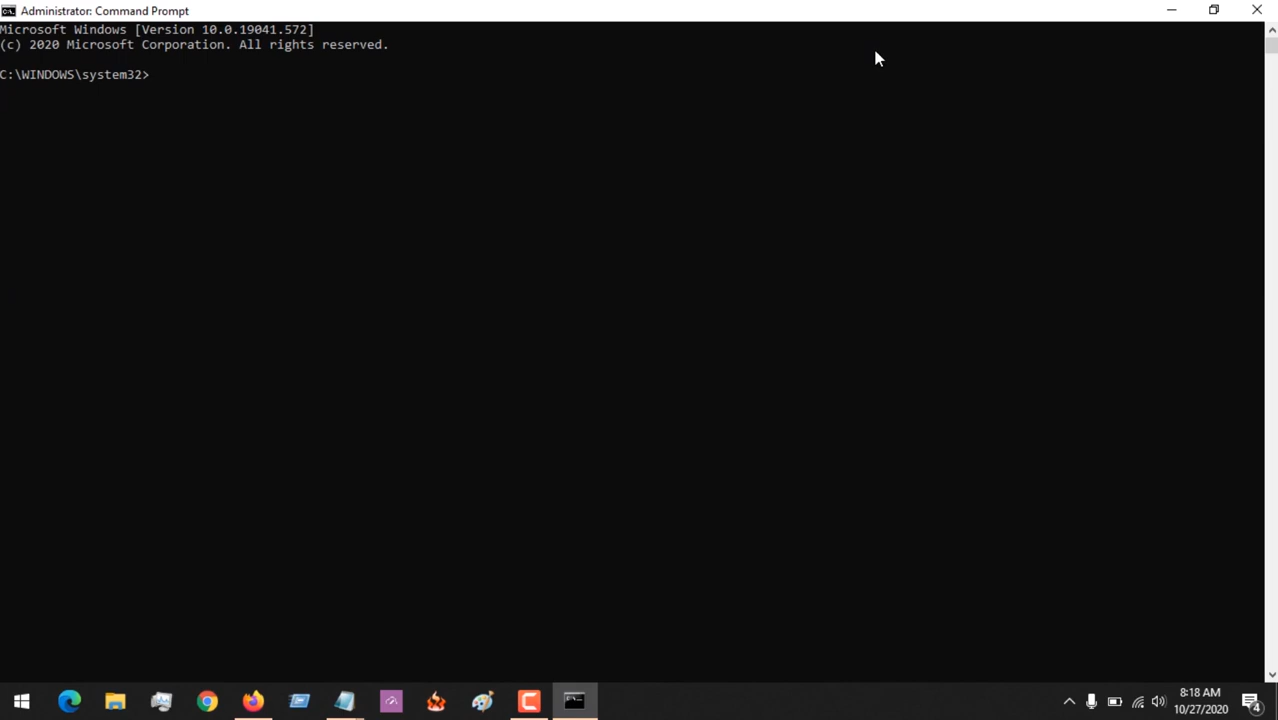 Administrator: Command Prompt
Microsoft Windows [Version 10.0.19041.572]
(c) 2020 Microsoft Corporation. All rights reserved.
C:\WINDOWS\system32>
8:18 AM
10/27/2020
4